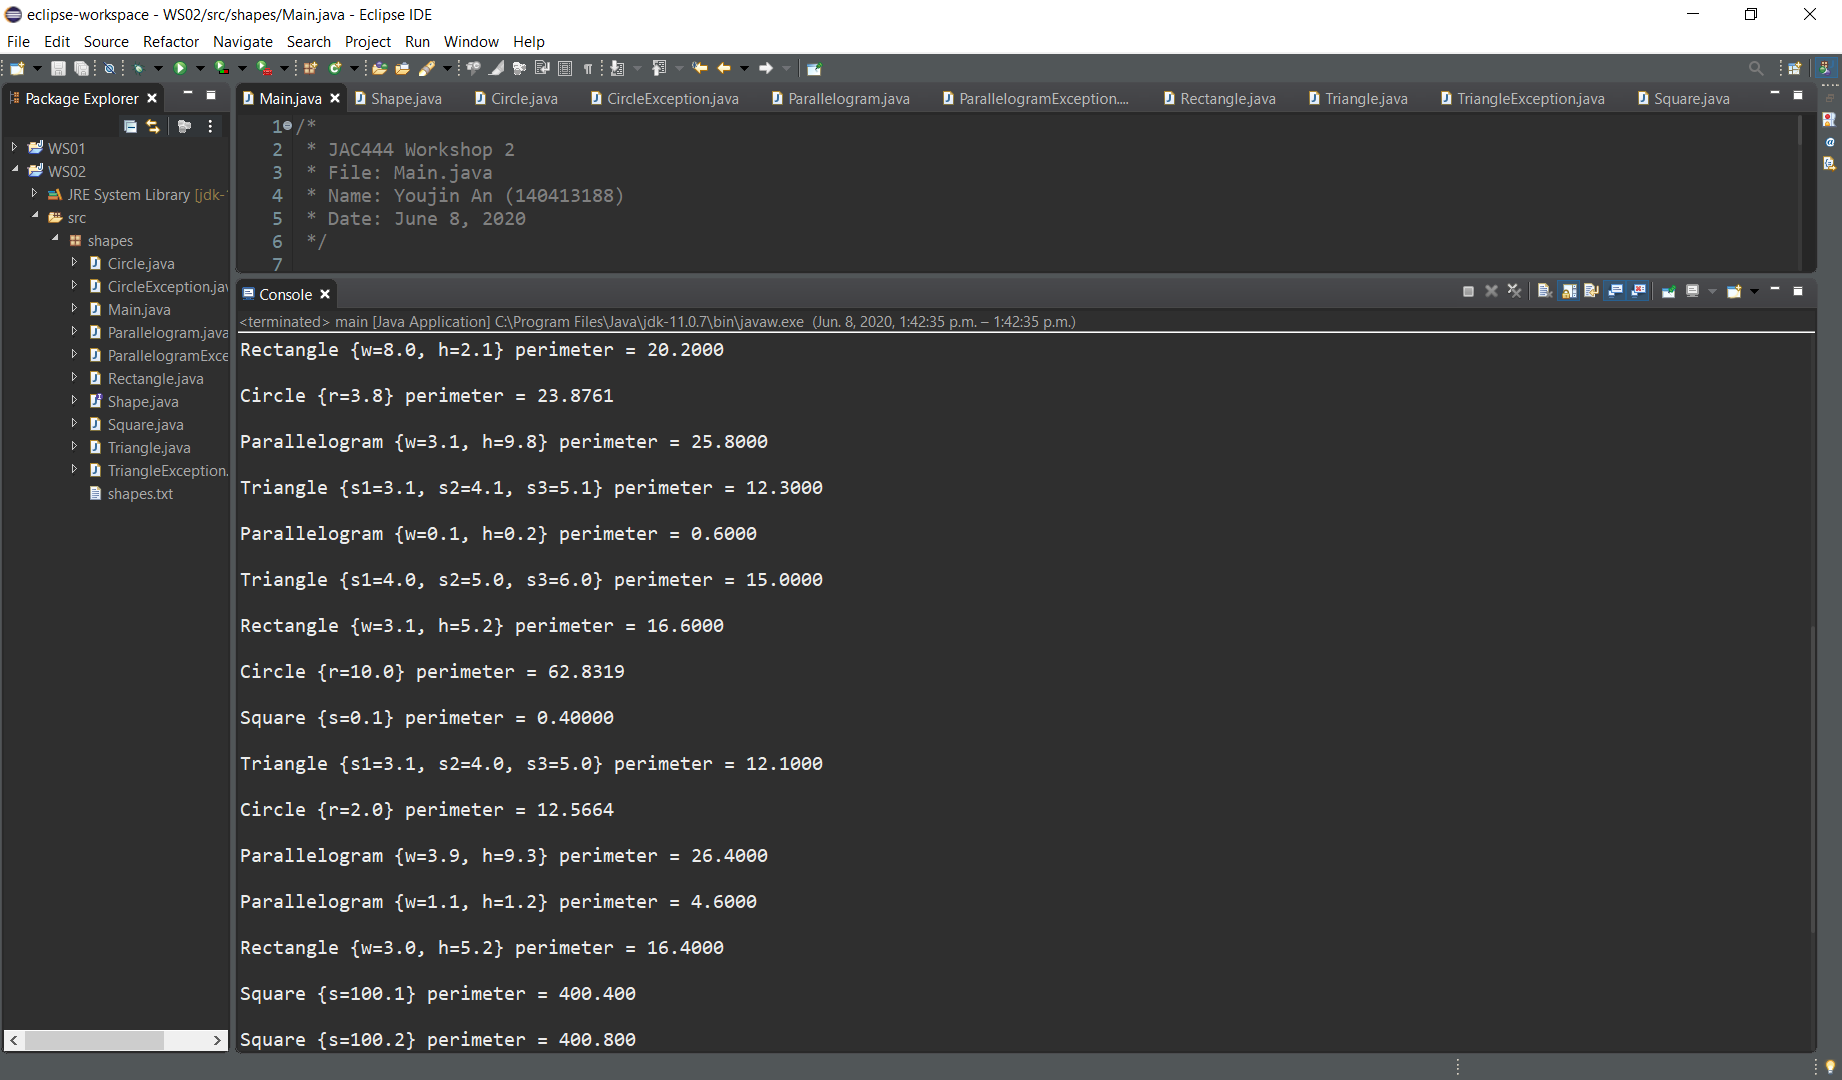 eclipse-workspace - WS02/src/shapes/Main.java - Eclipse IDE
File Edit Source Refactor Navigate Search Project Run Window Help
Package Explorer
WS01
WS02
JRE System Library [jdk-1
src
shapes
Circle.java
CircleException.jav
Main.java
Parallelogram.java
ParallelogramExce
Rectangle.java
Shape.java
Square.java
Triangle.java
TriangleException.
shapes.txt
Main.java Shape.java Circle.java CircleException.java Parallelogram.java ParallelogramException.... Rectangle.java Triangle.java TriangleException.java Square.java
1 /*
2 * JAC444 Workshop 2
3 * File: Main.java
4 * Name: Youjin An (140413188)
5 * Date: June 8, 2020
6 */
7
Console
<terminated> main [Java Application] C:\Program Files\Java\jdk-11.0.7\bin\javaw.exe (Jun. 8, 2020, 1:42:35 p.m. – 1:42:35 p.m.)
Rectangle {w=8.0, h=2.1} perimeter = 20.2000
Circle {r=3.8} perimeter = 23.8761
Parallelogram {w=3.1, h=9.8} perimeter = 25.8000
Triangle {s1=3.1, s2=4.1, s3=5.1} perimeter = 12.3000
Parallelogram {w=0.1, h=0.2} perimeter = 0.6000
Triangle {s1=4.0, s2=5.0, s3=6.0} perimeter = 15.0000
Rectangle {w=3.1, h=5.2} perimeter = 16.6000
Circle {r=10.0} perimeter = 62.8319
Square {s=0.1} perimeter = 0.40000
Triangle {s1=3.1, s2=4.0, s3=5.0} perimeter = 12.1000
Circle {r=2.0} perimeter = 12.5664
Parallelogram {w=3.9, h=9.3} perimeter = 26.4000
Parallelogram {w=1.1, h=1.2} perimeter = 4.6000
Rectangle {w=3.0, h=5.2} perimeter = 16.4000
Square {s=100.1} perimeter = 400.400
Square {s=100.2} perimeter = 400.800